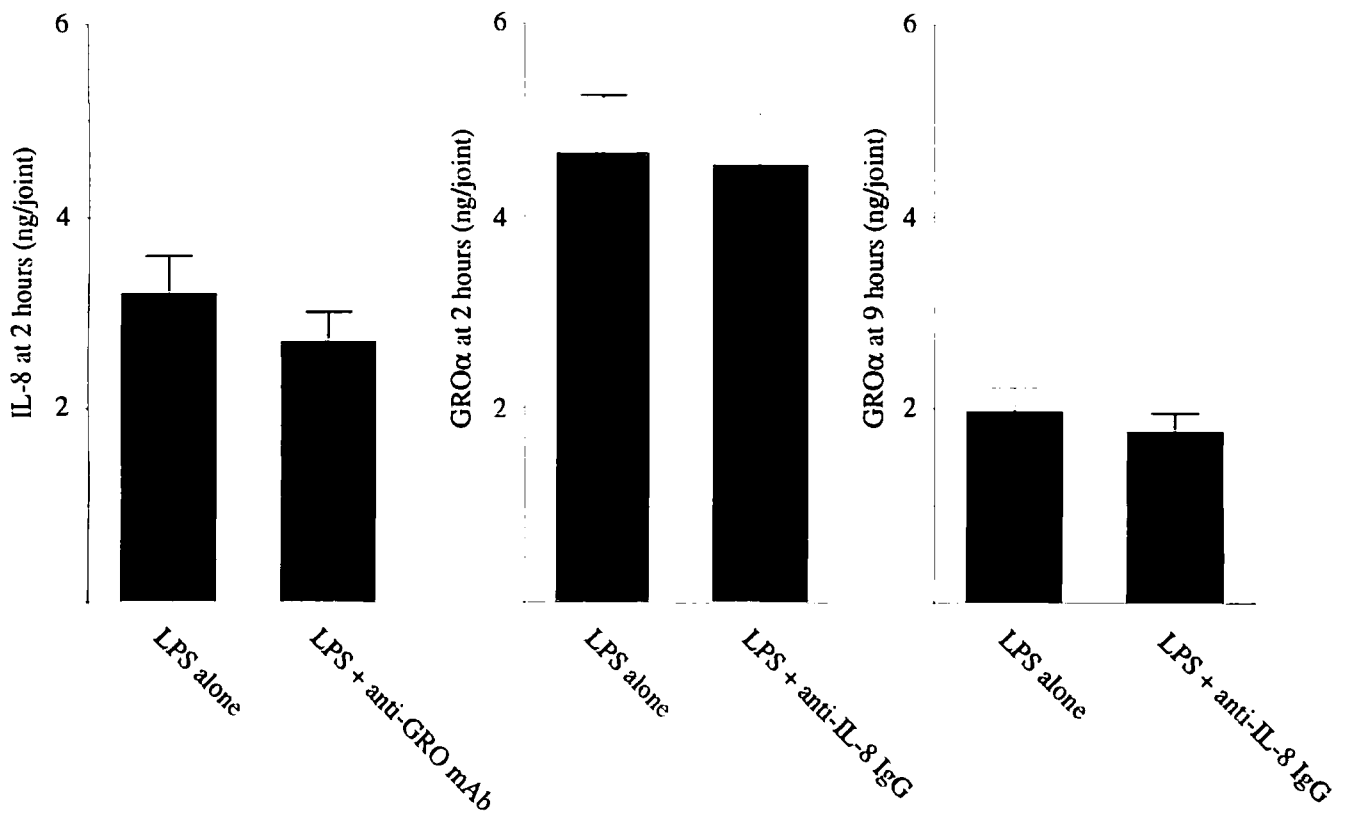 6
4
2
IL-8 at 2 hours (ng/joint)
LPS alone
LPS + anti-GRO mAb
6
4
2
GROα at 2 hours (ng/joint)
LPS alone
LPS + anti-IL-8 IgG
6
4
2
GROα at 9 hours (ng/joint)
LPS alone
LPS + anti-IL-8 IgG